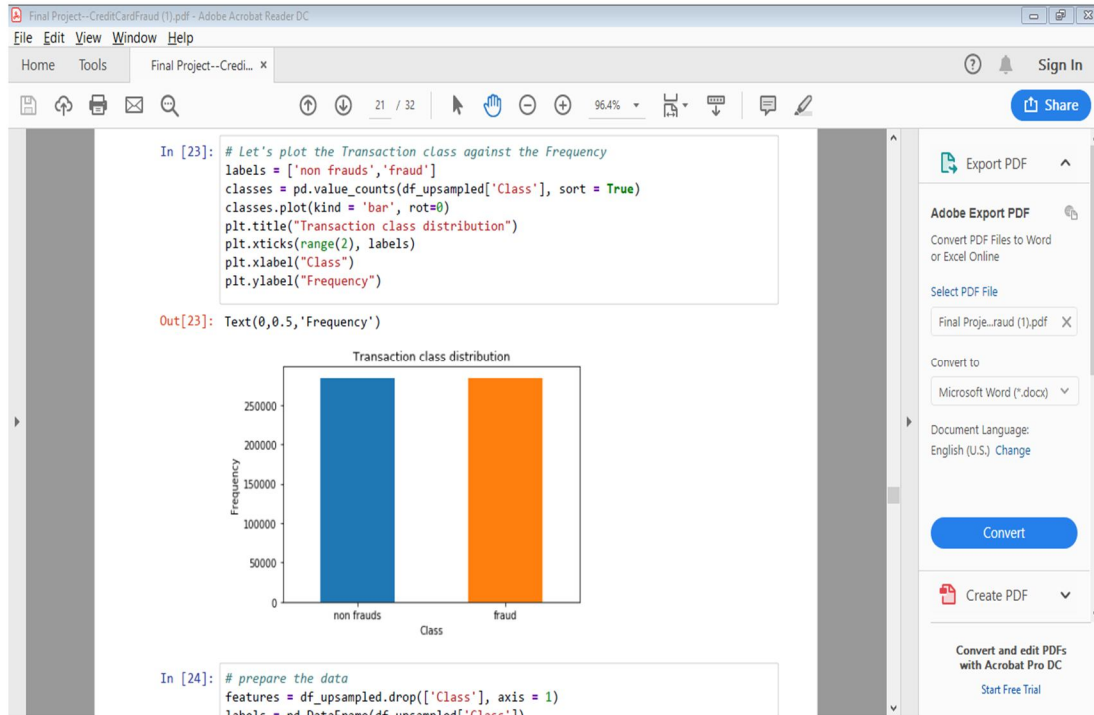 Final Project--CreditCardFraud (1).pdf - Adobe Acrobat Reader DC
File Edit View Window Help
Home Tools Final Project--Credi... × Sign In
21 / 32 96.4% Share
In [23]: # Let's plot the Transaction class against the Frequency
labels = ['non frauds','fraud']
classes = pd.value_counts(df_upsampled['Class'], sort = True)
classes.plot(kind = 'bar', rot=0)
plt.title("Transaction class distribution")
plt.xticks(range(2), labels)
plt.xlabel("Class")
plt.ylabel("Frequency")
Out[23]: Text(0,0.5,'Frequency')
Transaction class distribution
250000
200000
150000
100000
50000
0
Frequency
non frauds fraud
Class
In [24]: # prepare the data
features = df_upsampled.drop(['Class'], axis = 1)
labels = pd.DataFrame(df_upsampled['Class'])
Export PDF
Adobe Export PDF
Convert PDF Files to Word
or Excel Online
Select PDF File
Final Proje...raud (1).pdf
Convert to
Microsoft Word (*.docx)
Document Language:
English (U.S.) Change
Convert
Create PDF
Convert and edit PDFs
with Acrobat Pro DC
Start Free Trial